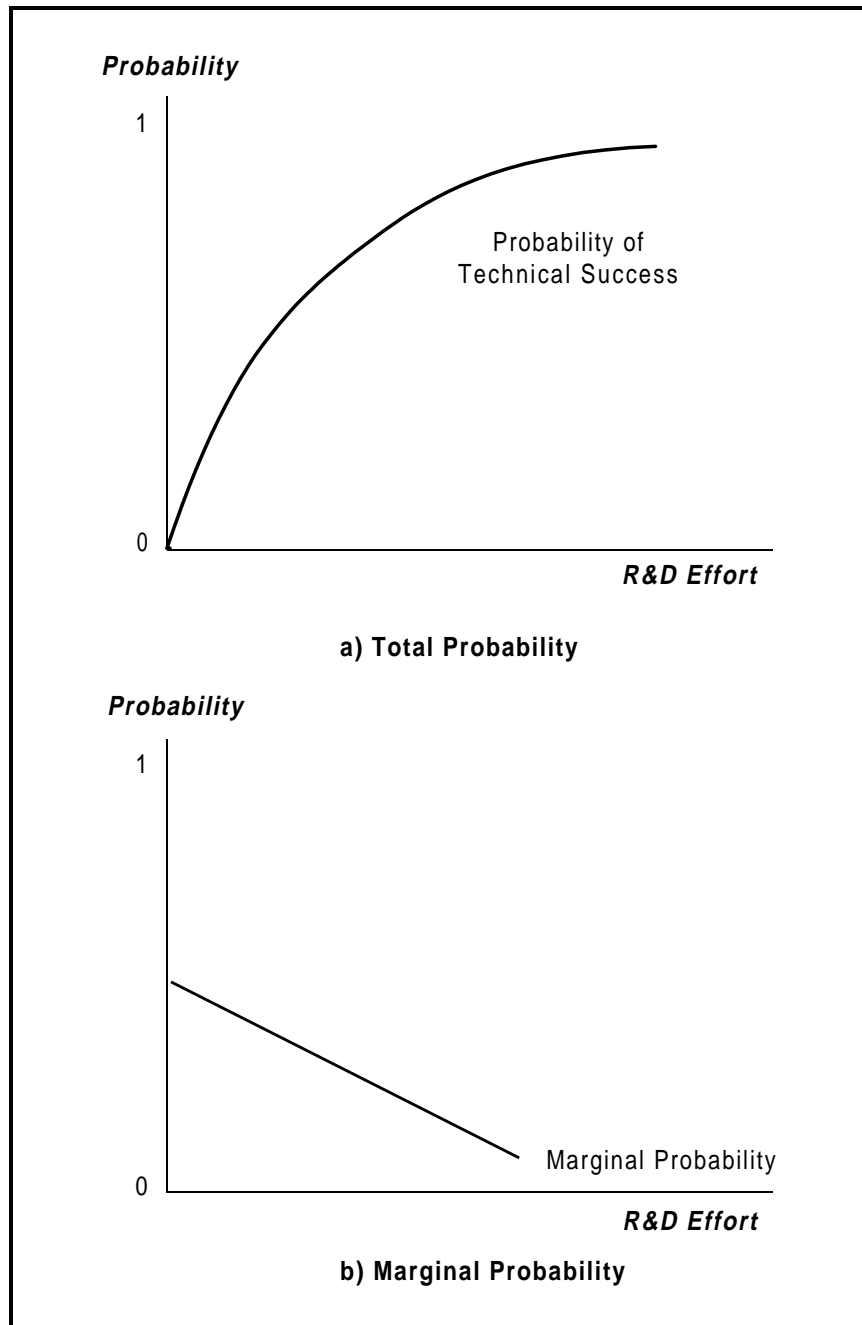 Probability
1
Probability of
Technical Success
0
R&D Effort
a) Total Probability
Probability
1
Marginal Probability
0
R&D Effort
b) Marginal Probability